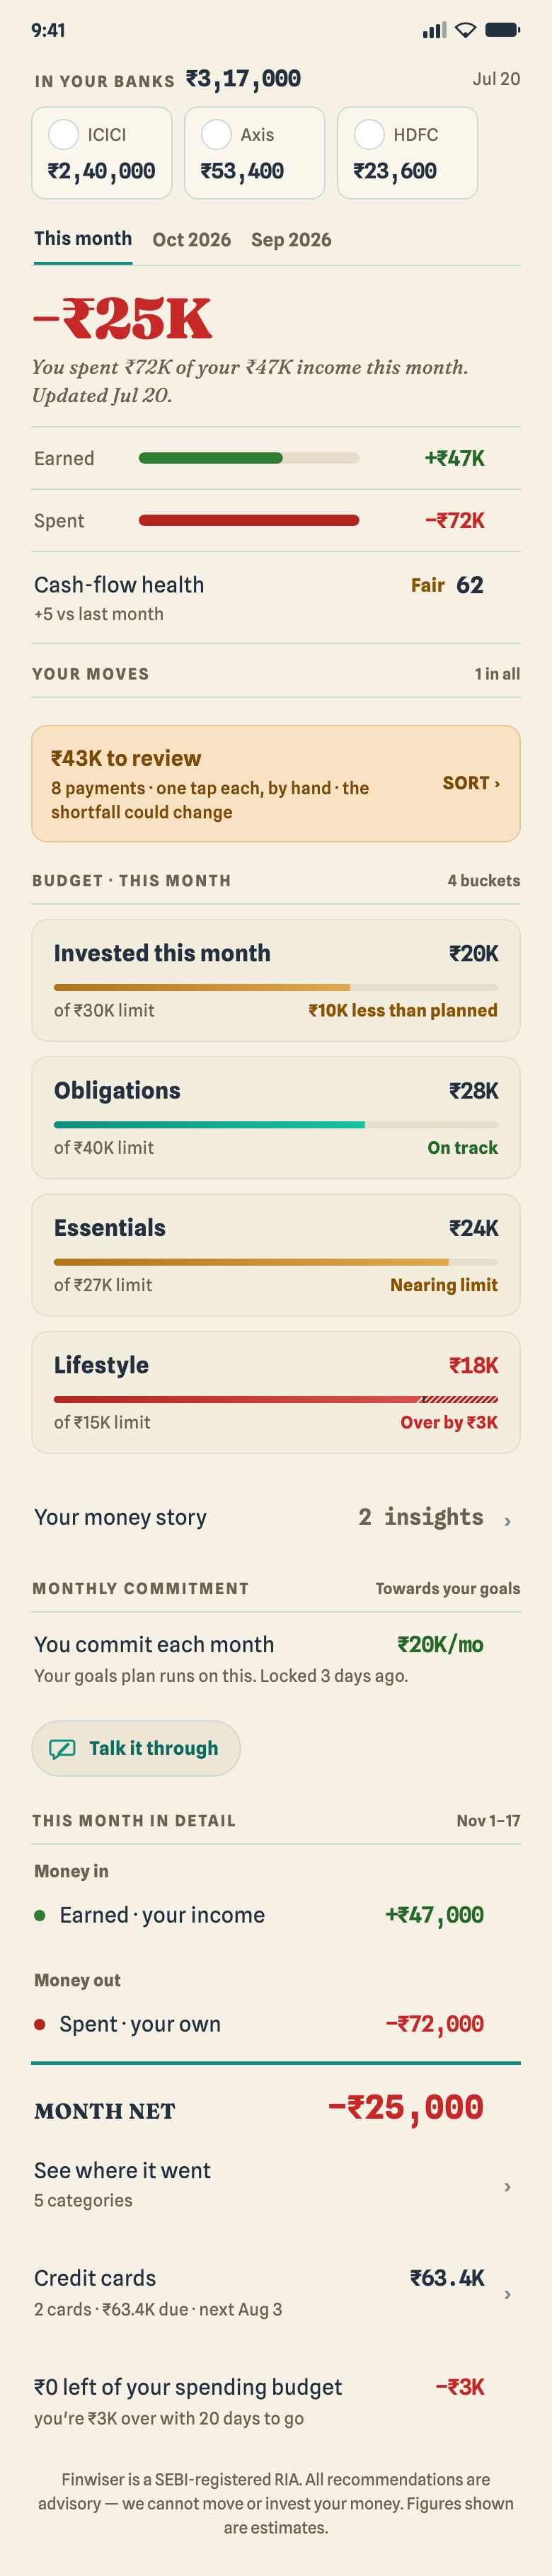 9:41
IN YOUR BANKS ₹3,17,000 Jul 20
ICICI Axis HDFC
₹2,40,000 ₹53,400 ₹23,600
This month Oct 2026 Sep 2026
−₹25K
You spent ₹72K of your ₹47K income this month.
Updated Jul 20.
Earned +₹47K
Spent −₹72K
Cash-flow health Fair 62
+5 vs last month
YOUR MOVES 1 in all
₹43K to review
8 payments · one tap each, by hand · the
shortfall could change
SORT ›
BUDGET · THIS MONTH 4 buckets
Invested this month ₹20K
of ₹30K limit ₹10K less than planned
Obligations ₹28K
of ₹40K limit On track
Essentials ₹24K
of ₹27K limit Nearing limit
Lifestyle ₹18K
of ₹15K limit Over by ₹3K
Your money story 2 insights ›
MONTHLY COMMITMENT Towards your goals
You commit each month ₹20K/mo
Your goals plan runs on this. Locked 3 days ago.
Talk it through
THIS MONTH IN DETAIL Nov 1–17
Money in
Earned · your income +₹47,000
Money out
Spent · your own −₹72,000
MONTH NET −₹25,000
See where it went ›
5 categories
Credit cards ₹63.4K ›
2 cards · ₹63.4K due · next Aug 3
₹0 left of your spending budget −₹3K
you're ₹3K over with 20 days to go
Finwiser is a SEBI-registered RIA. All recommendations are
advisory — we cannot move or invest your money. Figures shown
are estimates.